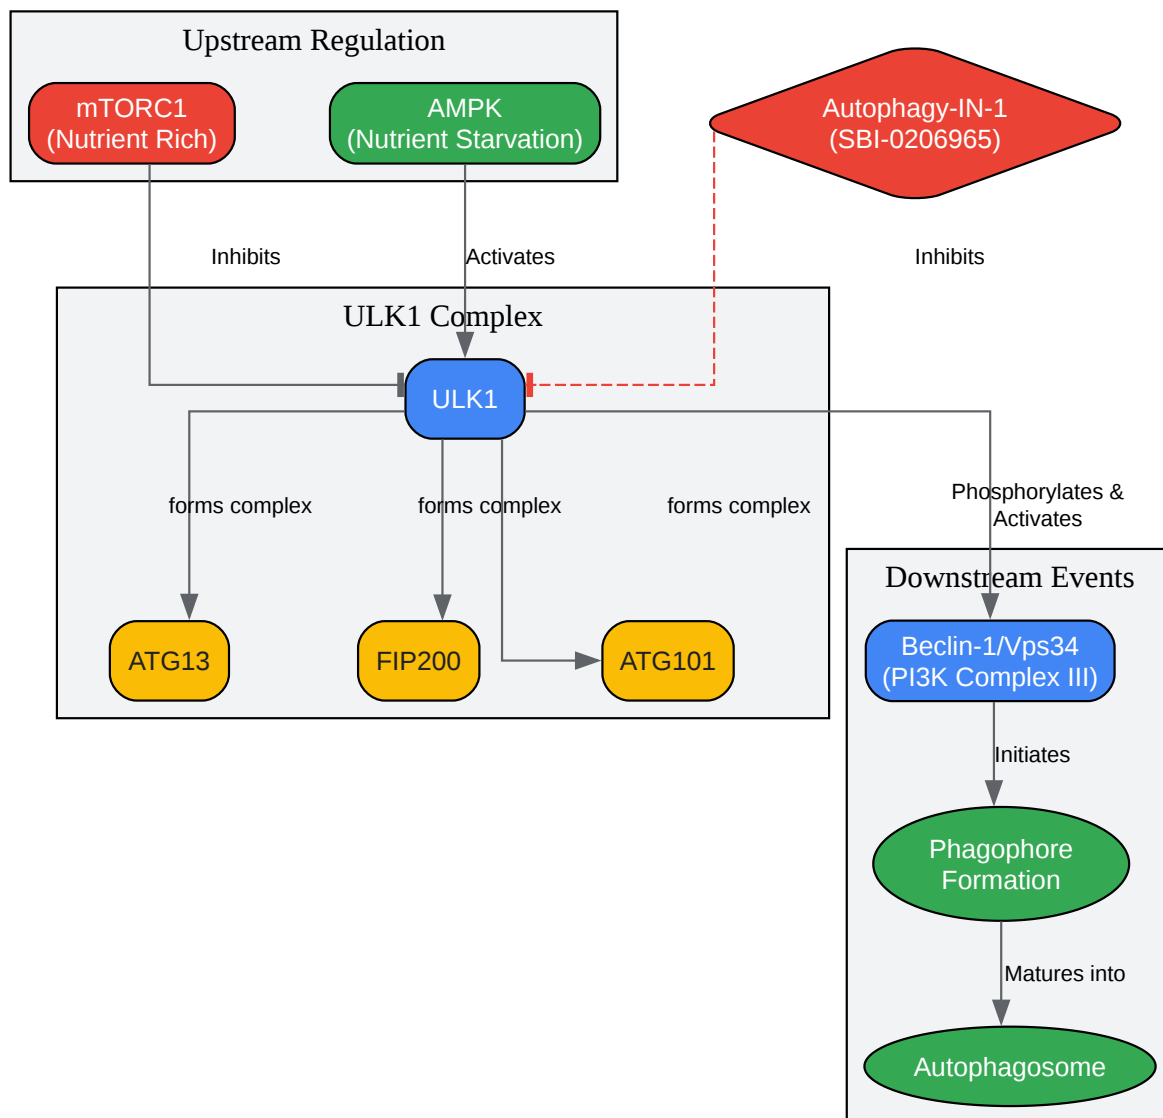 Upstream Regulation
mTORC1
(Nutrient Rich)
AMPK
(Nutrient Starvation)
Autophagy-IN-1
(SBI-0206965)
Inhibits
Activates
Inhibits
ULK1 Complex
ULK1
forms complex
forms complex
forms complex
Phosphorylates &
Activates
ATG13
FIP200
ATG101
Downstream Events
Beclin-1/Vps34
(PI3K Complex III)
Initiates
Phagophore
Formation
Matures into
Autophagosome